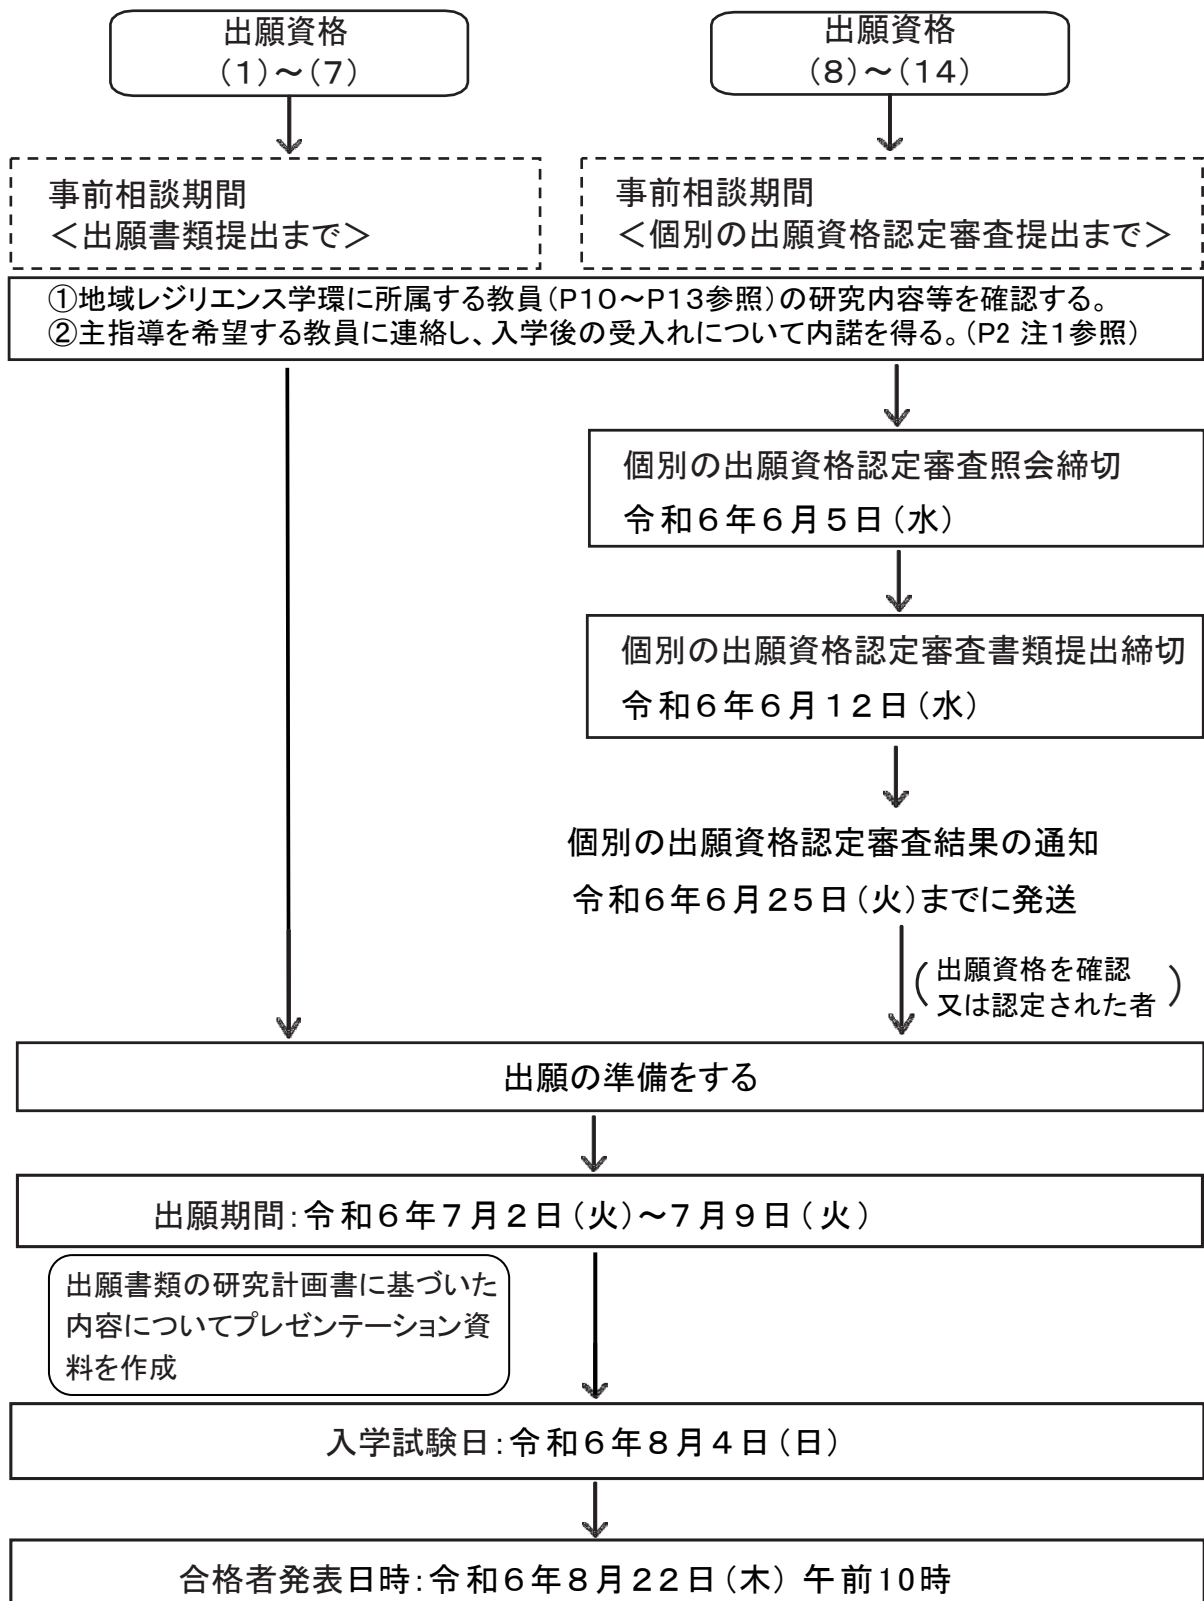 出願資格
(1)～(7)
出願資格
(8)～(14)
事前相談期間
＜出願書類提出まで＞
事前相談期間
＜個別の出願資格認定審査提出まで＞
①地域レジリエンス学環に所属する教員(P10～P13参照)の研究内容等を確認する。
②主指導を希望する教員に連絡し、入学後の受入れについて内諾を得る。(P2 注1参照)
個別の出願資格認定審査照会締切
令和６年６月５日(水)
個別の出願資格認定審査書類提出締切
令和６年６月１２日(水)
個別の出願資格認定審査結果の通知
令和６年６月２５日(火)までに発送
(出願資格を確認
又は認定された者)
出願の準備をする
出願期間：令和６年７月２日(火)～７月９日(火)
出願書類の研究計画書に基づいた
内容についてプレゼンテーション資
料を作成
入学試験日：令和６年８月４日(日)
合格者発表日時：令和６年８月２２日(木) 午前10時